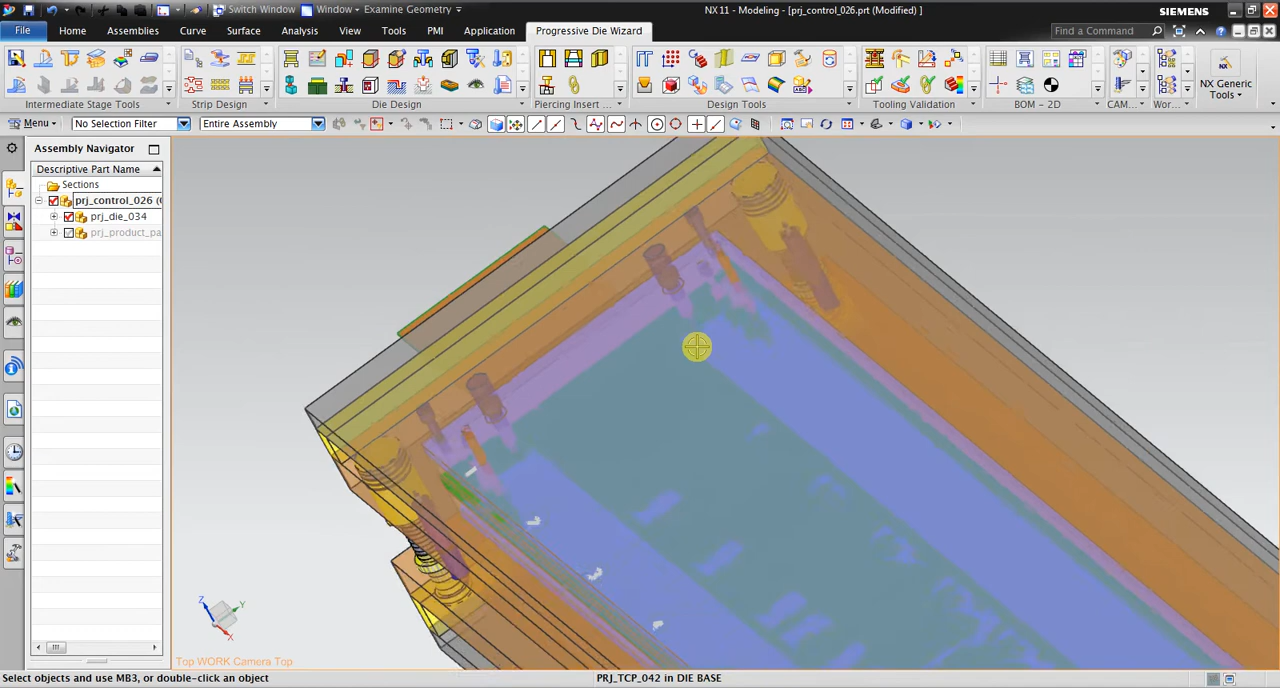 Switch Window Window Examine Geometry NX 11 - Modeling - [prj_control_026.prt (Modified) ] SIEMENS
File Home Assemblies Curve Surface Analysis View Tools PMI Application Progressive Die Wizard Find a Command
NX Generic
Tools
Intermediate Stage Tools Strip Design Die Design Piercing Insert ... Design Tools Tooling Validation BOM - 2D CAM... Wor...
Menu No Selection Filter Entire Assembly
Assembly Navigator
Descriptive Part Name
Sections
prj_control_026 (
prj_die_034
prj_product_pa
Z
Y
X
Top WORK Camera Top
Select objects and use MB3, or double-click an object PRJ_TCP_042 in DIE BASE